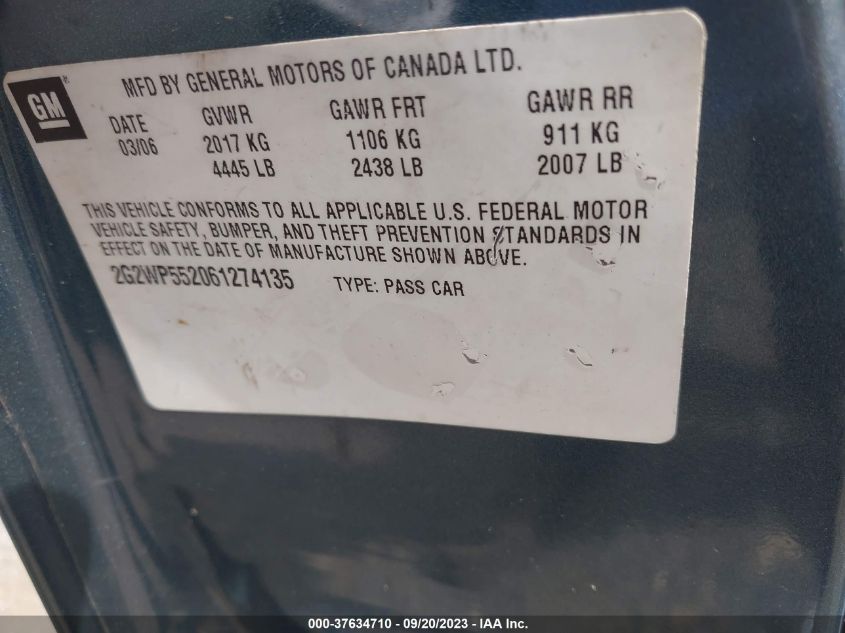 GM
MFD BY GENERAL MOTORS OF CANADA LTD.
DATE GVWR GAWR FRT GAWR RR
03/06 2017 KG 1106 KG 911 KG
4445 LB 2438 LB 2007 LB
THIS VEHICLE CONFORMS TO ALL APPLICABLE U.S. FEDERAL MOTOR
VEHICLE SAFETY, BUMPER, AND THEFT PREVENTION STANDARDS IN
EFFECT ON THE DATE OF MANUFACTURE SHOWN ABOVE.
2G2WP552061274135 TYPE: PASS CAR
000-37634710 - 09/20/2023 - IAA Inc.